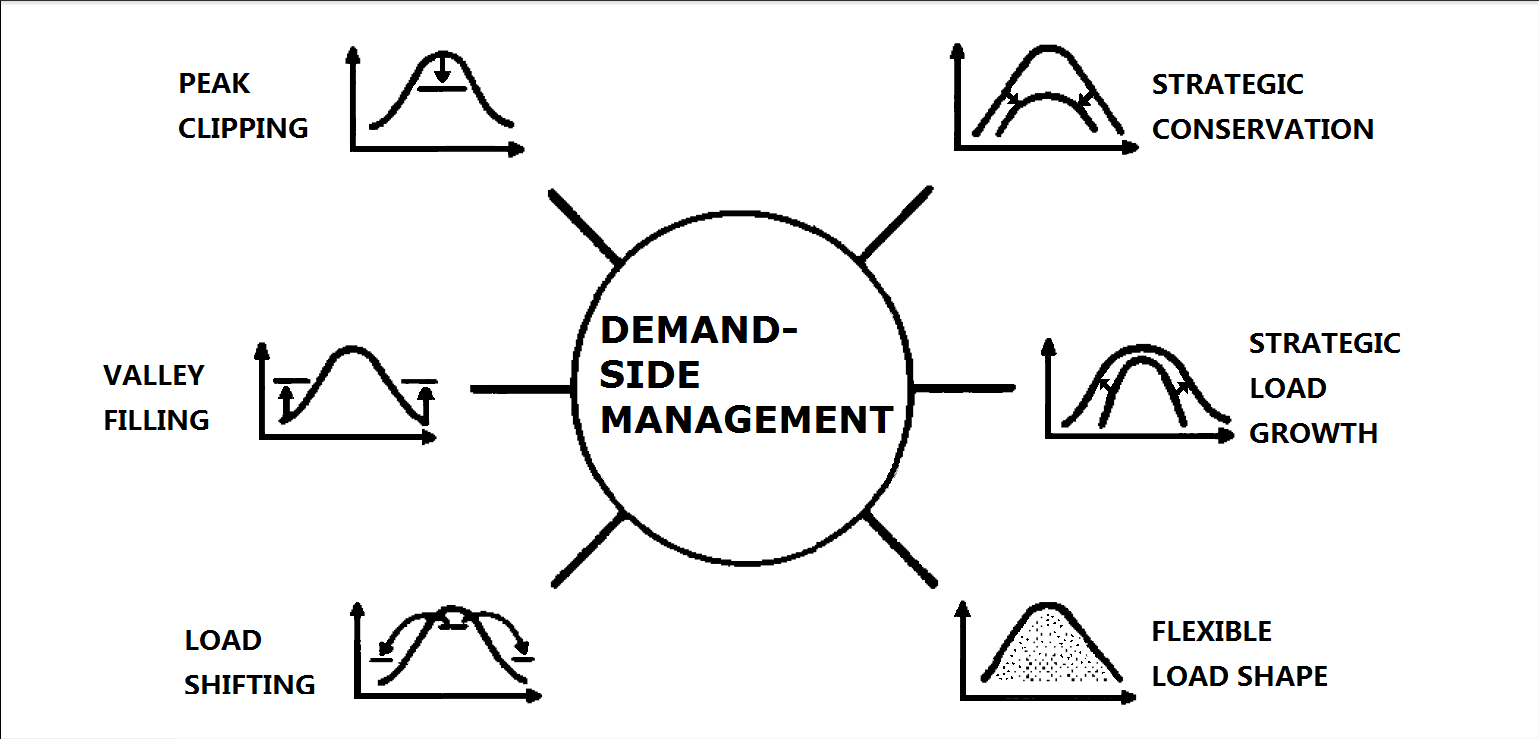 PEAK
CLIPPING
STRATEGIC
CONSERVATION
DEMAND-
SIDE
MANAGEMENT
VALLEY
FILLING
STRATEGIC
LOAD
GROWTH
LOAD
SHIFTING
FLEXIBLE
LOAD SHAPE